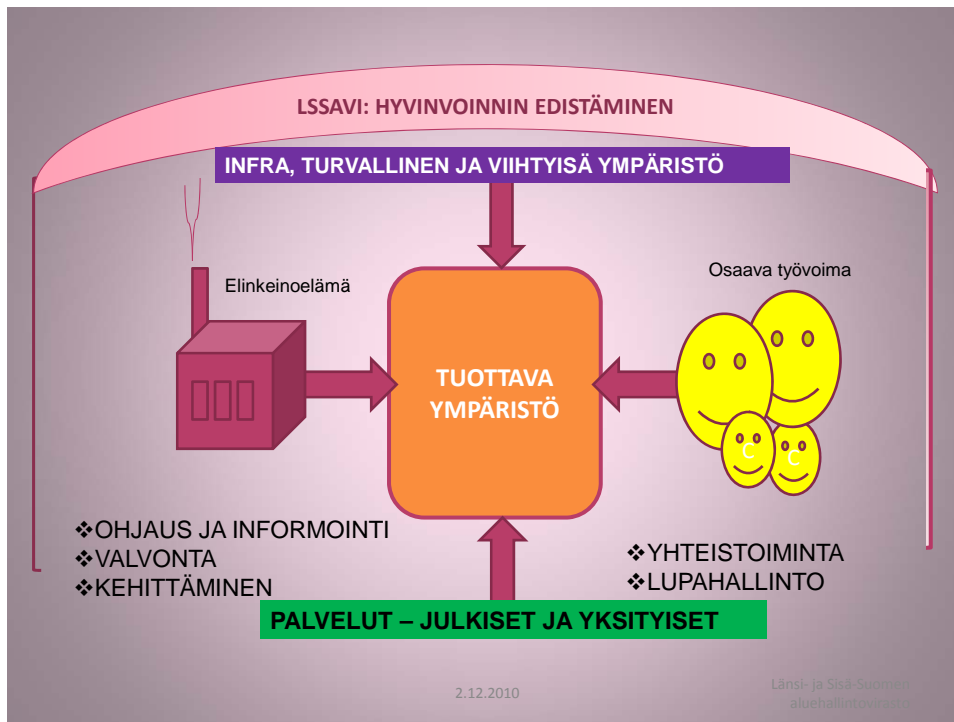 LSSAVI: HYVINVOINNIN EDISTÄMINEN
INFRA, TURVALLINEN JA VIIHTYISÄ YMPÄRISTÖ
Elinkeinoelämä
Osaava työvoima
TUOTTAVA
YMPÄRISTÖ
C
C
❖OHJAUS JA INFORMOINTI
❖VALVONTA
❖KEHITTÄMINEN
❖YHTEISTOIMINTA
❖LUPAHALLINTO
PALVELUT – JULKISET JA YKSITYISET
2.12.2010
Länsi- ja Sisä-Suomen
aluehallintovirasto